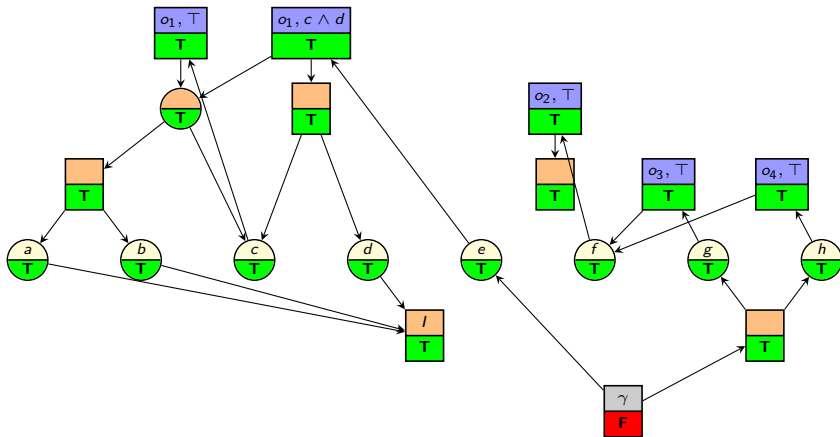 o₁, ⊤ o₁, c ∧ d
T T
o₂, ⊤
T T T
o₃, ⊤ o₄, ⊤
T T T T
a b c d e f g h
T T T T T T T T
I
T T
γ
F